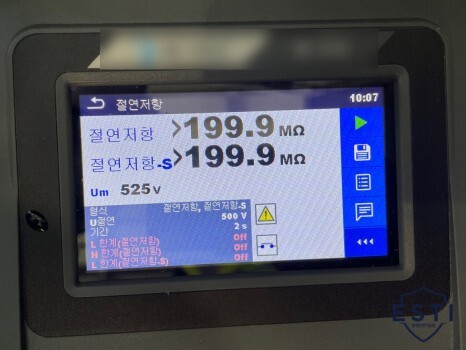 절연저항 10:07
절연저항 >199.9 MΩ
절연저항-S >199.9 MΩ
Um 525 V
형식 절연저항, 절연저항-S
U절연 500 V
기간 2 s
L 한계(절연저항) Off
H 한계(절연저항) Off
L 한계(절연저항-S) Off
ESTI